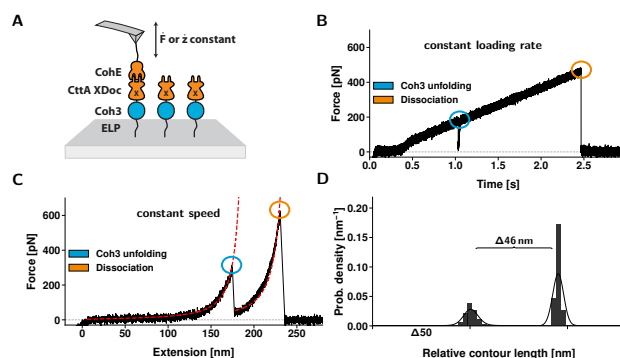 A
Ḟ or ż constant
CohE
CttA XDoc
X
X
X
Coh3
ELP
B
constant loading rate
Force [pN]
600
400
200
0
Coh3 unfolding
Dissociation
0.0
0.5
1.0
1.5
2.0
2.5
3.0
Time [s]
C
constant speed
Force [pN]
600
400
200
0
Coh3 unfolding
Dissociation
0
50
100
150
200
250
Extension [nm]
D
Prob. density [nm⁻¹]
0.20
0.15
0.10
0.05
0.00
Δ46 nm
Δ50
Relative contour length [nm]